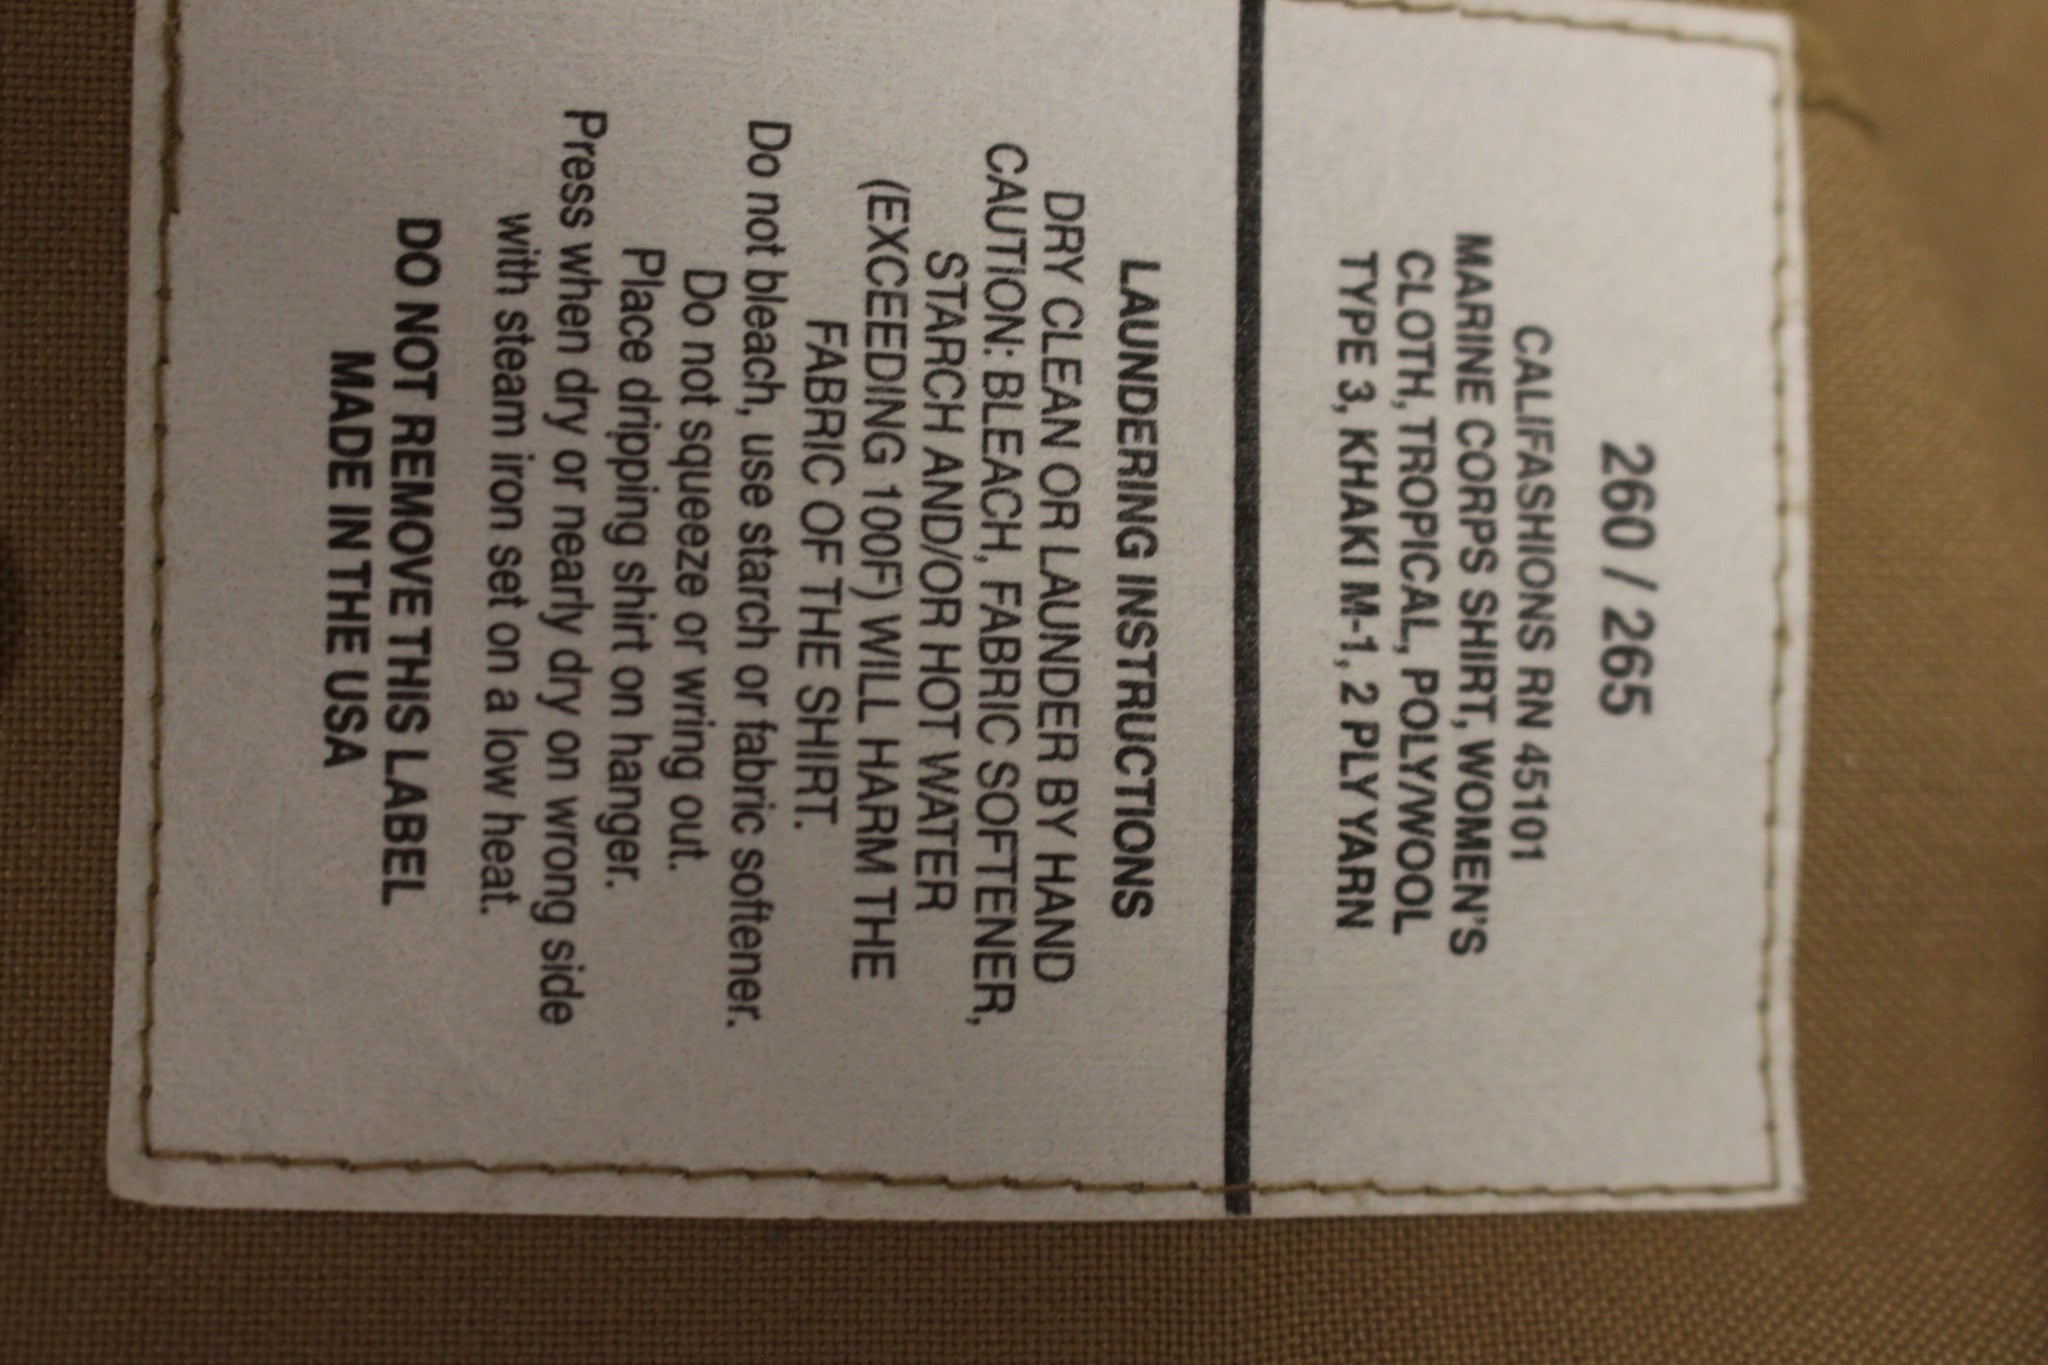 260 / 265
CALIFASHIONS RN 45101
MARINE CORPS SHIRT, WOMEN'S
CLOTH, TROPICAL, POLY/WOOL
TYPE 3, KHAKI M-1, 2 PLY YARN
LAUNDERING INSTRUCTIONS
DRY CLEAN OR LAUNDER BY HAND
CAUTION: BLEACH, FABRIC SOFTENER,
STARCH AND/OR HOT WATER
(EXCEEDING 100F) WILL HARM THE
FABRIC OF THE SHIRT.
Do not bleach, use starch or fabric softener.
Do not squeeze or wring out.
Place dripping shirt on hanger.
Press when dry or nearly dry on wrong side
with steam iron set on a low heat.
DO NOT REMOVE THIS LABEL
MADE IN THE USA